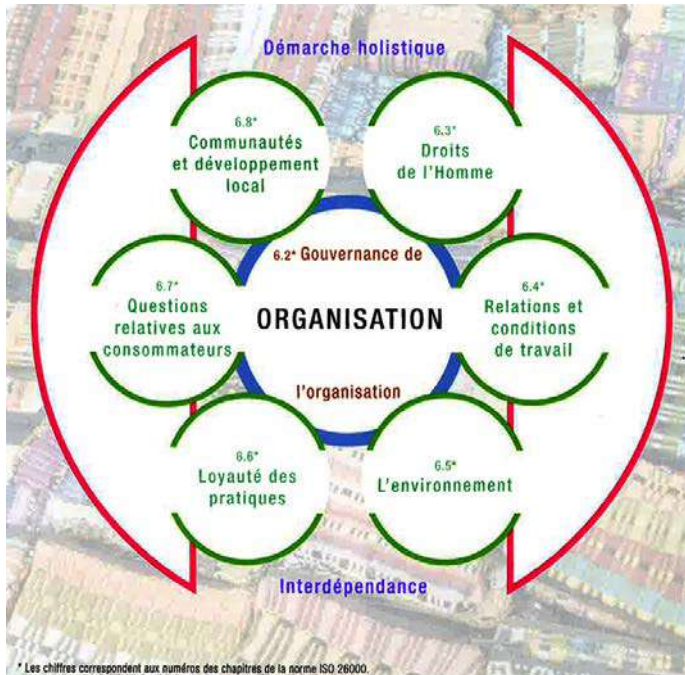 Démarche holistique
6.8*
Communautés
et développement
local
6.3*
Droits
de l'Homme
6.2* Gouvernance de
6.7*
Questions
relatives aux
consommateurs
ORGANISATION
6.4*
Relations et
conditions
de travail
l'organisation
6.6*
Loyauté des
pratiques
6.5*
L'environnement
Interdépendance
* Les chiffres correspondent aux numéros des chapitres de la norme ISO 26000.